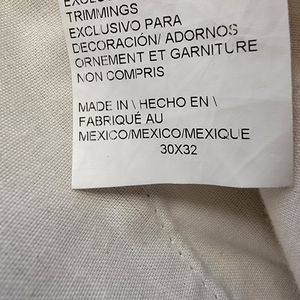 TRIMMINGS
EXCLUSIVO PARA
DECORACIÓN/ ADORNOS
ORNEMENT ET GARNITURE
NON COMPRIS
MADE IN \ HECHO EN \
FABRIQUÉ AU
MEXICO/MEXICO/MEXIQUE
30X32